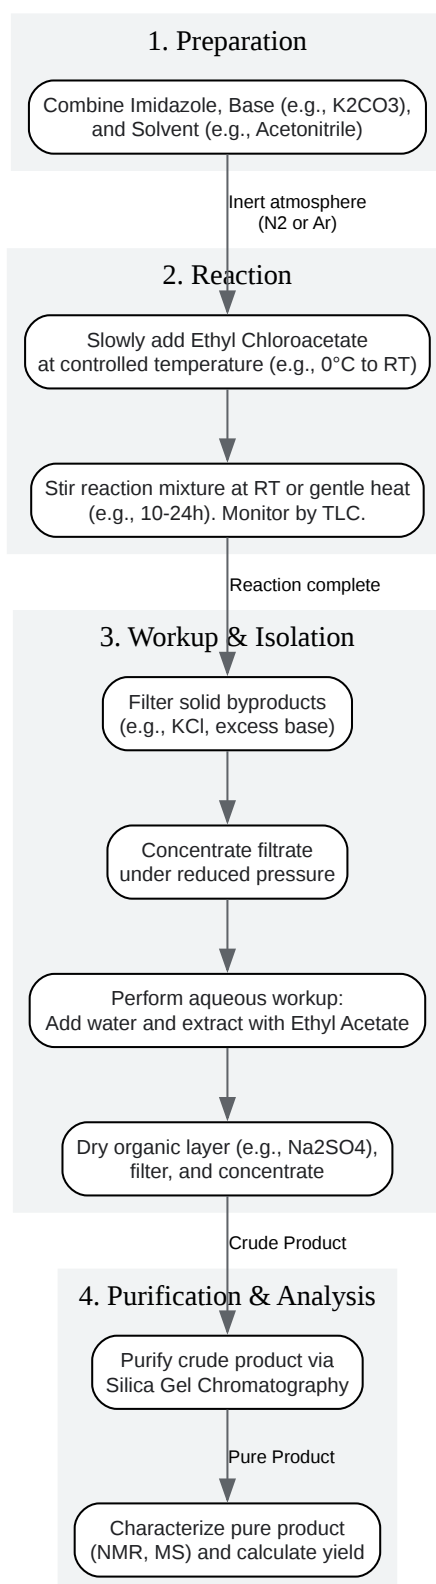 1. Preparation
Combine Imidazole, Base (e.g., K2CO3),
and Solvent (e.g., Acetonitrile)
Inert atmosphere
(N2 or Ar)
2. Reaction
Slowly add Ethyl Chloroacetate
at controlled temperature (e.g., 0°C to RT)
Stir reaction mixture at RT or gentle heat
(e.g., 10-24h). Monitor by TLC.
Reaction complete
3. Workup & Isolation
Filter solid byproducts
(e.g., KCl, excess base)
Concentrate filtrate
under reduced pressure
Perform aqueous workup:
Add water and extract with Ethyl Acetate
Dry organic layer (e.g., Na2SO4),
filter, and concentrate
Crude Product
4. Purification & Analysis
Purify crude product via
Silica Gel Chromatography
Pure Product
Characterize pure product
(NMR, MS) and calculate yield